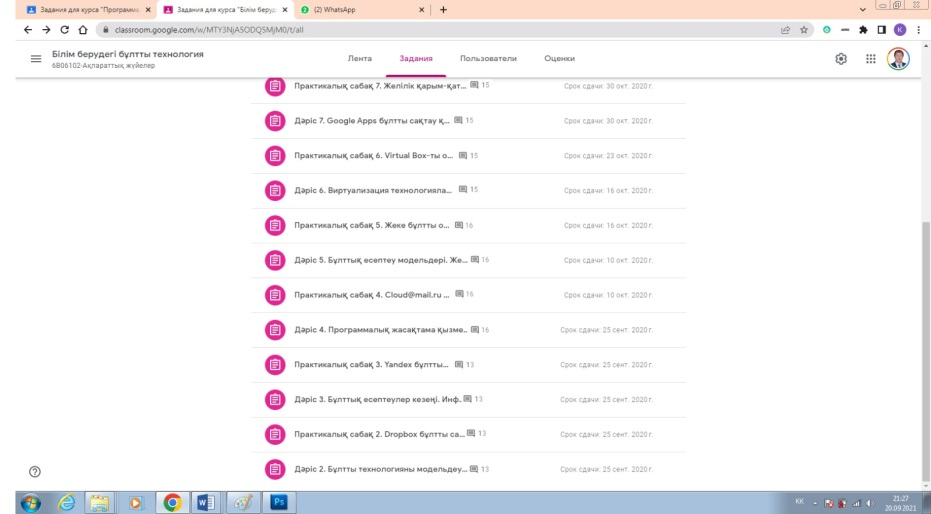 Задания для курса "Программи
Задания для курса "Білім беруд
(2) WhatsApp
classroom.google.com/w/MTY3NjA5ODQ5MjM0/t/all
Білім берудегі бұлтты технология
6B06102-Ақпараттық жүйелер
Лента Задания Пользователи Оценки
Практикалық сабақ 7. Желілік қарым-қат... 15 Срок сдачи: 30 окт. 2020 г.
Дәріс 7. Google Apps бұлтты сақтау қ... 15 Срок сдачи: 30 окт. 2020 г.
Практикалық сабақ 6. Virtual Box-ты о... 15 Срок сдачи: 23 окт. 2020 г.
Дәріс 6. Виртуализация технологияла... 15 Срок сдачи: 16 окт. 2020 г.
Практикалық сабақ 5. Жеке бұлтты о... 16 Срок сдачи: 16 окт. 2020 г.
Дәріс 5. Бұлттық есептеу модельдері. Же... 16 Срок сдачи: 10 окт. 2020 г.
Практикалық сабақ 4. Cloud@mail.ru ... 16 Срок сдачи: 10 окт. 2020 г.
Дәріс 4. Программалық жасақтама қызме.. 16 Срок сдачи: 25 сент. 2020 г.
Практикалық сабақ 3. Yandex бұлтты... 13 Срок сдачи: 25 сент. 2020 г.
Дәріс 3. Бұлттық есептеулер кезеңі. Инф. 13 Срок сдачи: 25 сент. 2020 г.
Практикалық сабақ 2. Dropbox бұлтты са... 13 Срок сдачи: 25 сент. 2020 г.
Дәріс 2. Бұлтты технологияны модельдеу... 13 Срок сдачи: 25 сент. 2020 г.
KK
21:27
20.09.2021